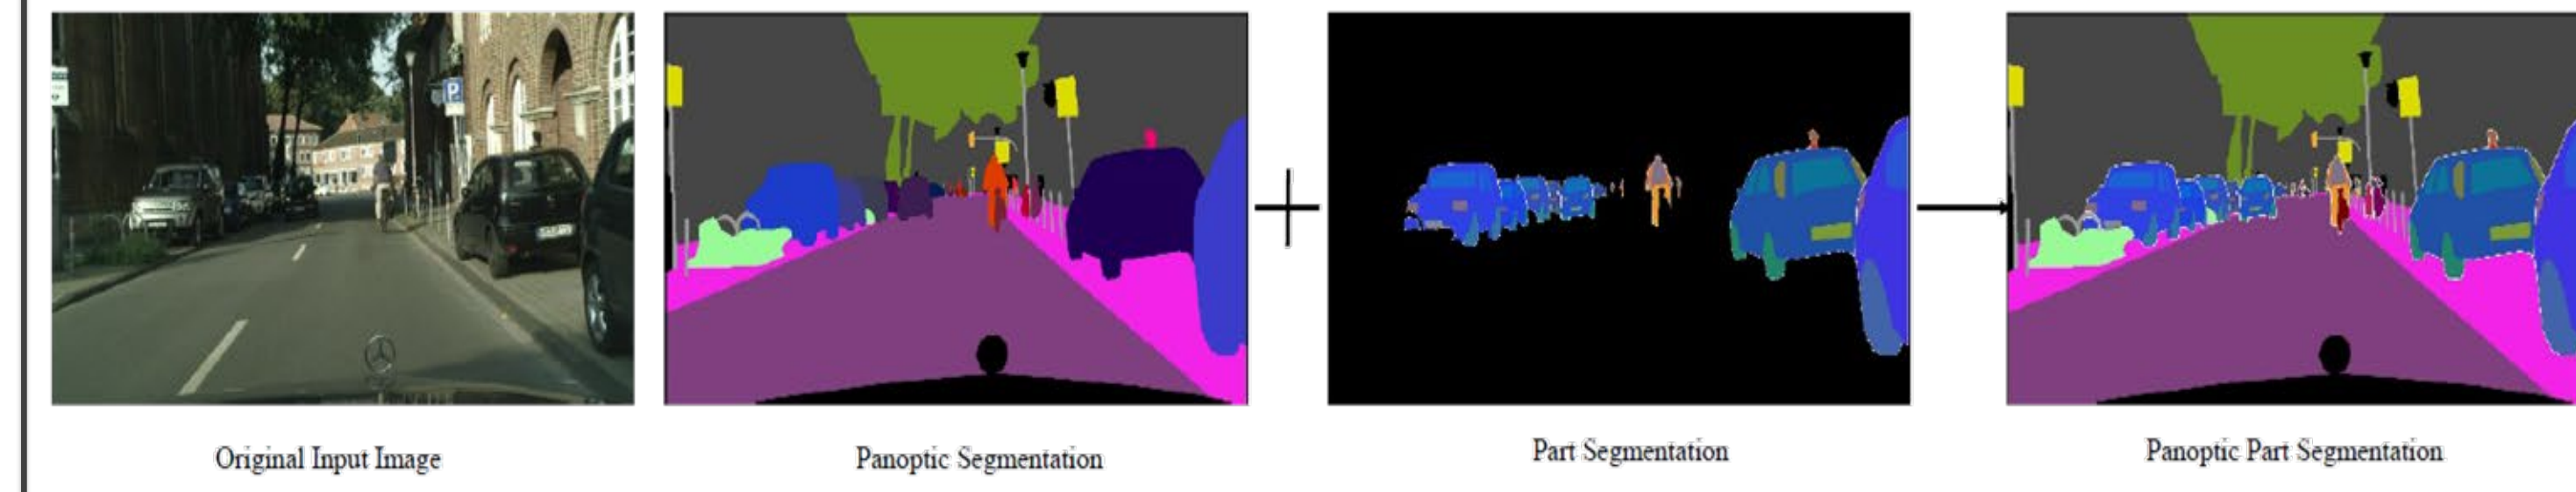 P
Original Input Image
Panoptic Segmentation
Part Segmentation
Panoptic Part Segmentation